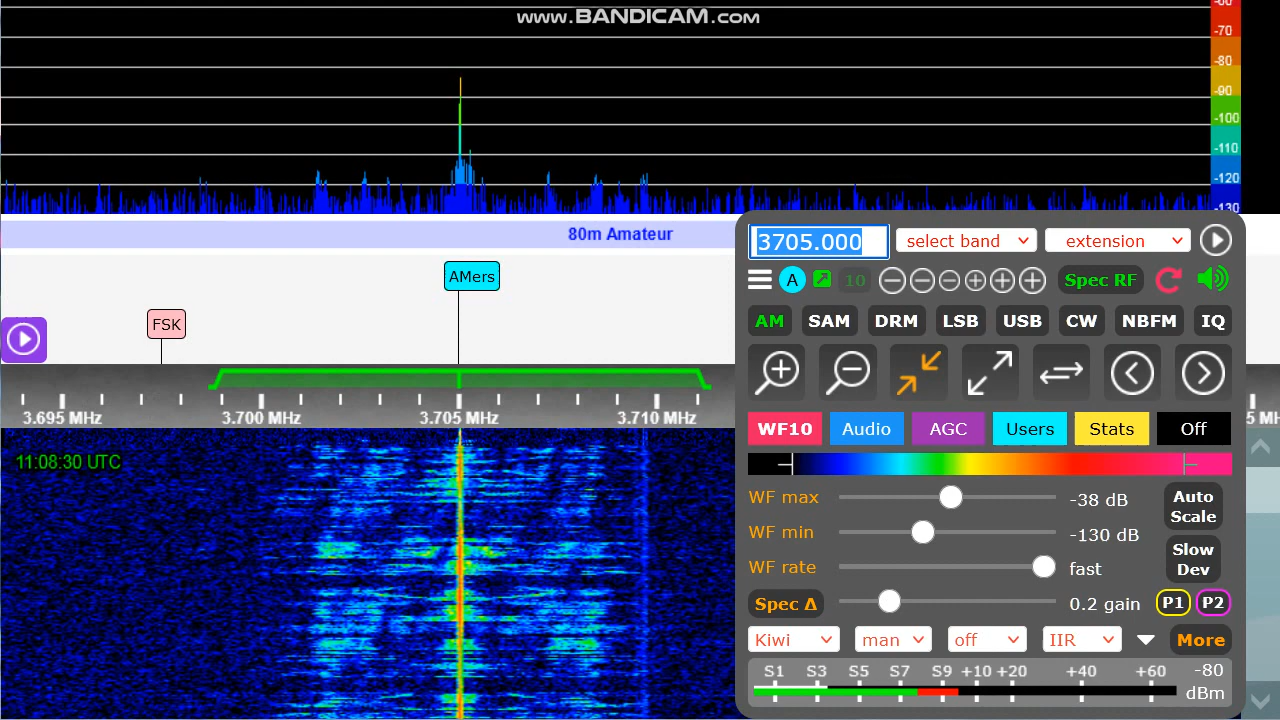 www.BANDICAM.com
-60
-70
-80
-90
-100
-110
-120
-130
80m Amateur
AMers
FSK
3.695 MHz 3.700 MHz 3.705 MHz 3.710 MHz
5 MH
11:08:30 UTC
3705.000 select band extension
A 10 Spec RF
AM SAM DRM LSB USB CW NBFM IQ
WF10 Audio AGC Users Stats Off
WF max -38 dB Auto Scale
WF min -130 dB
WF rate fast Slow Dev
Spec Δ 0.2 gain P1 P2
Kiwi man off IIR More
S1 S3 S5 S7 S9 +10 +20 +40 +60 -80
dBm